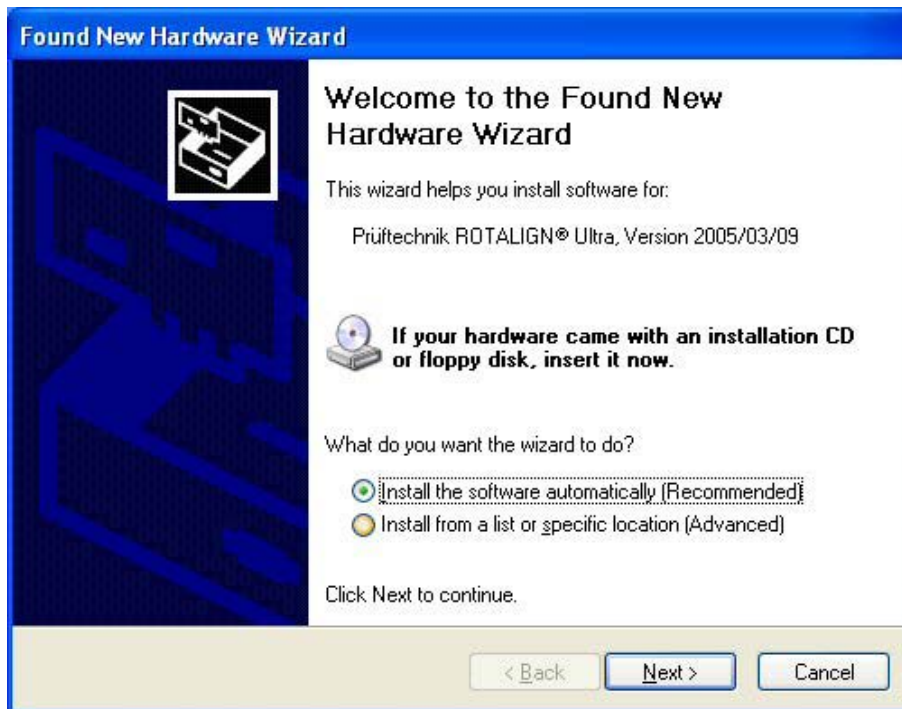 Found New Hardware Wizard
Welcome to the Found New
Hardware Wizard
This wizard helps you install software for:
Prüftechnik ROTALIGN® Ultra, Version 2005/03/09
If your hardware came with an installation CD
or floppy disk, insert it now.
What do you want the wizard to do?
Install the software automatically (Recommended)
Install from a list or specific location (Advanced)
Click Next to continue.
< Back Next > Cancel